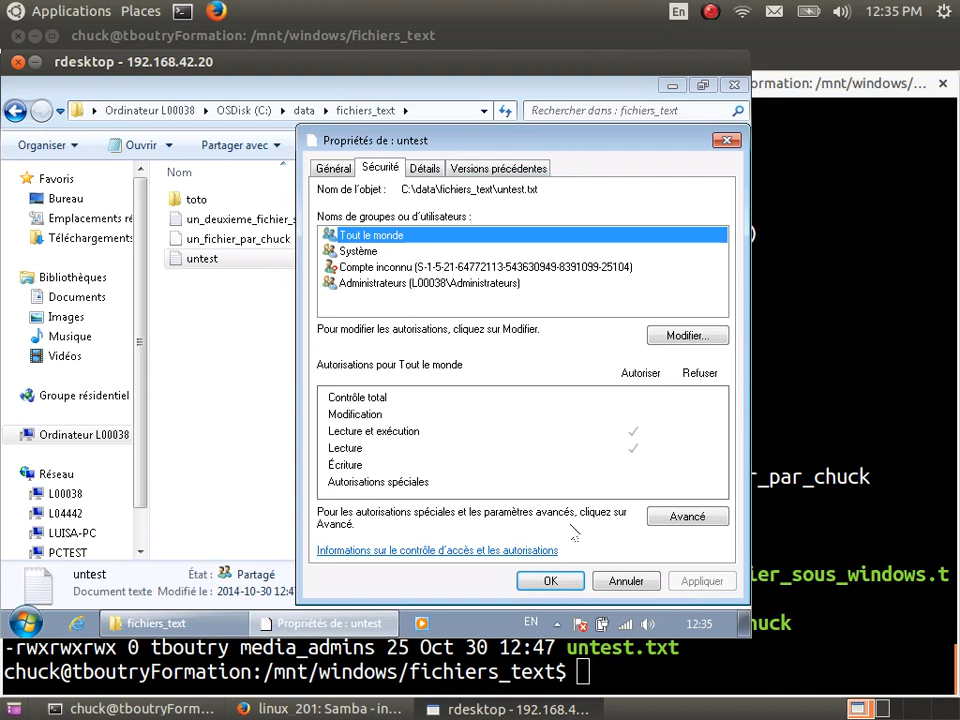 Applications Places
En
12:35 PM
chuck@tboutryFormation: /mnt/windows/fichiers_text
rdesktop - 192.168.42.20
ormation: /mnt/windows/...
Ordinateur L00038
OSDisk (C:)
data
fichiers_text
Rechercher dans : fichiers_text
Organiser
Ouvrir
Partager avec
Nom
Favoris
Bureau
Emplacements ré
Téléchargements
Bibliothèques
Documents
Images
Musique
Vidéos
Groupe résidentiel
Ordinateur L00038
Réseau
L00038
L04442
LUISA-PC
PCTEST
toto
un_deuxieme_fichier_s
un_fichier_par_chuck
untest
Propriétés de : untest
Général
Sécurité
Détails
Versions précédentes
Nom de l'objet : C:\data\fichiers_text\untest.txt
Noms de groupes ou d'utilisateurs :
Tout le monde
Système
Compte inconnu (S-1-5-21-64772113-543630949-8391099-25104)
Administrateurs (L00038\Administrateurs)
Pour modifier les autorisations, cliquez sur Modifier.
Modifier...
Autorisations pour Tout le monde
Autoriser
Refuser
Contrôle total
Modification
Lecture et exécution
Lecture
Écriture
Autorisations spéciales
Pour les autorisations spéciales et les paramètres avancés, cliquez sur
Avancé.
Avancé
Informations sur le contrôle d'accès et les autorisations
OK
Annuler
Appliquer
)
r_par_chuck
ier_sous_windows.t
huck
untest
État :
Partagé
Document texte
Modifié le : 2014-10-30 12:4
fichiers_text
Propriétés de : untest
EN
12:35
-rwxrwxrwx 0 tboutry media_admins 25 Oct 30 12:47 untest.txt
chuck@tboutryFormation:/mnt/windows/fichiers_text$
chuck@tboutryForm...
linux_201: Samba - in...
rdesktop - 192.168.4...